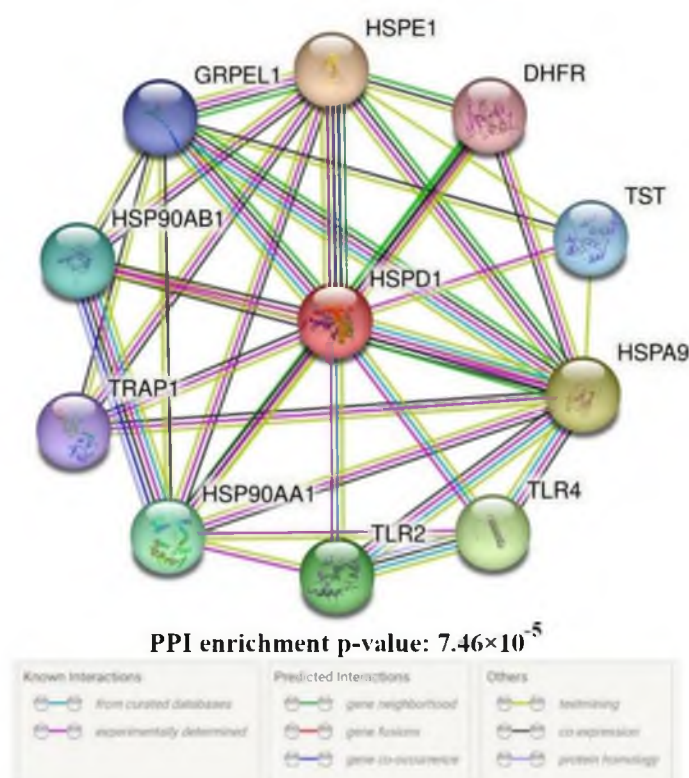 HSPE1
GRPEL1
DHFR
TST
HSP90AB1
HSPD1
HSPA9
TRAP1
HSP90AA1
TLR4
TLR2
PPI enrichment p-value: 7.46×10-5
Known Interactions
from curated databases
experimentally determined
Predicted Interactions
gene neighborhood
gene fusions
gene co-occurrence
Others
textmining
co-expression
protein homology